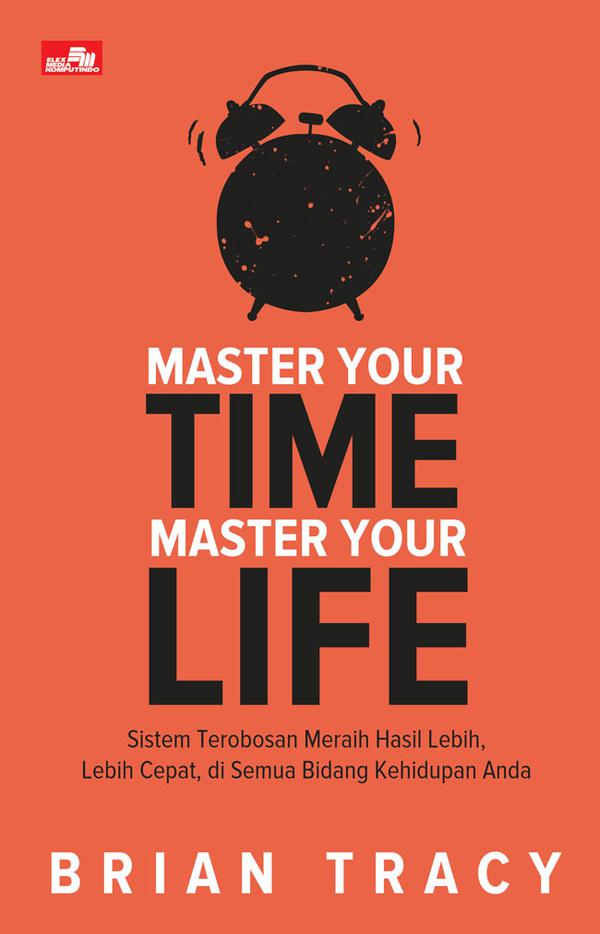 ELEX
MEDIA
KOMPUTINDO
MASTER YOUR
TIME
MASTER YOUR
LIFE
Sistem Terobosan Meraih Hasil Lebih,
Lebih Cepat, di Semua Bidang Kehidupan Anda
BRIAN TRACY